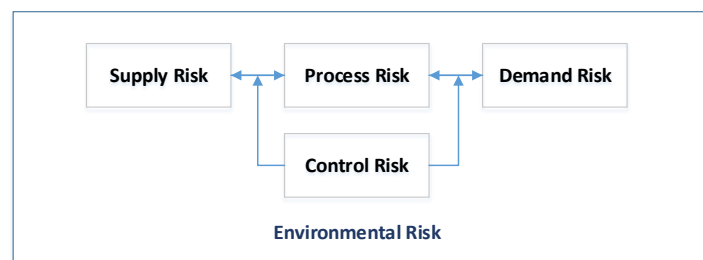 Supply Risk
Process Risk
Demand Risk
Control Risk
Environmental Risk